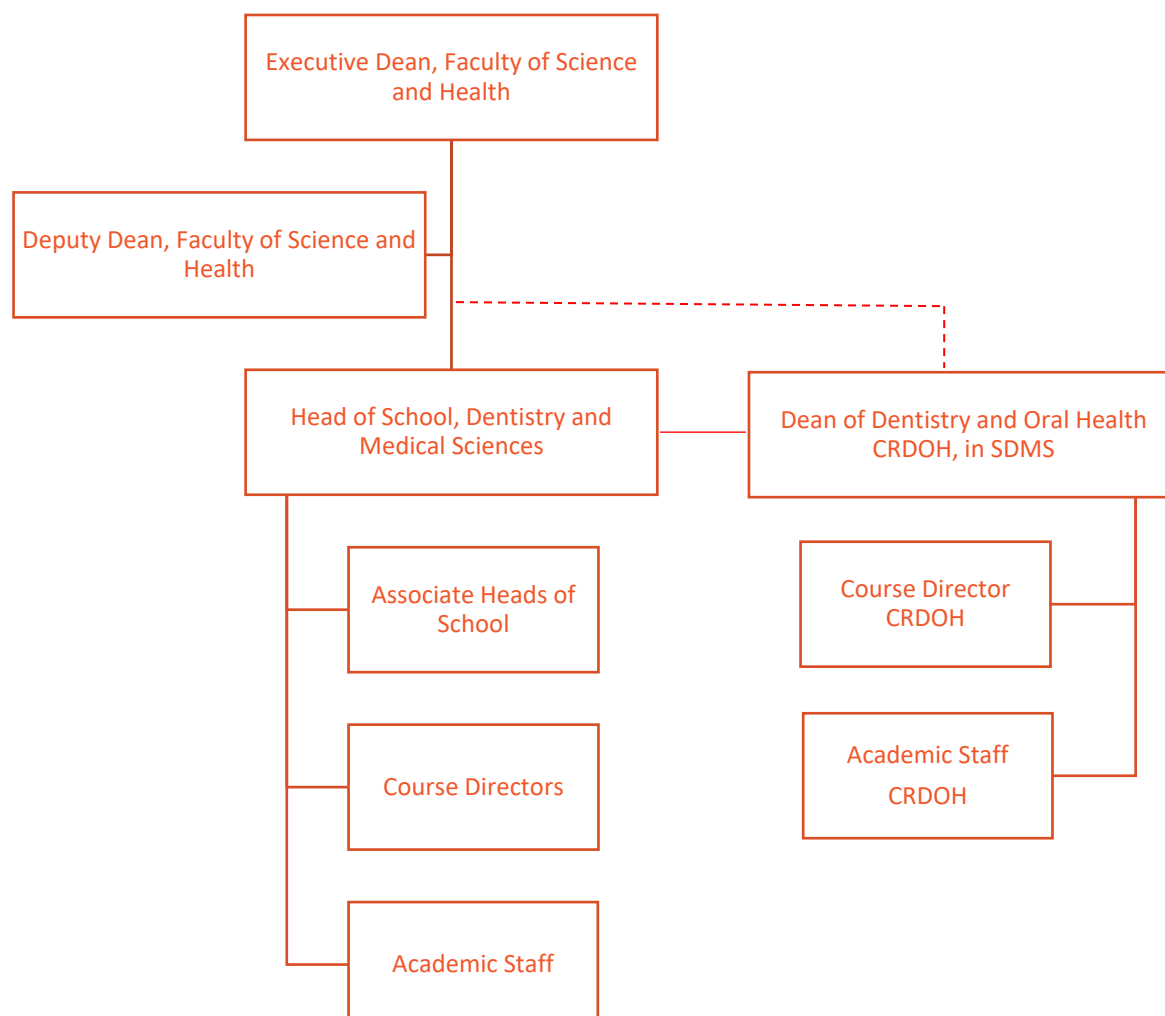 Executive Dean, Faculty of Science
and Health
Deputy Dean, Faculty of Science and
Health
Head of School, Dentistry and
Medical Sciences
Dean of Dentistry and Oral Health
CRDOH, in SDMS
Associate Heads of
School
Course Director
CRDOH
Course Directors
Academic Staff
CRDOH
Academic Staff